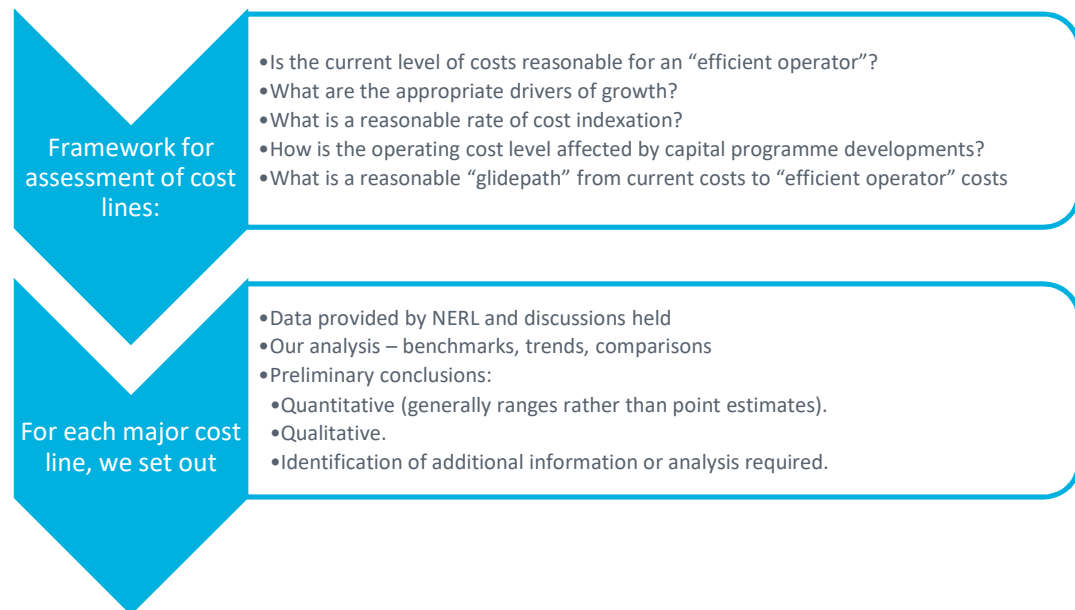 Framework for
assessment of cost
lines:
•Is the current level of costs reasonable for an “efficient operator”?
•What are the appropriate drivers of growth?
•What is a reasonable rate of cost indexation?
•How is the operating cost level affected by capital programme developments?
•What is a reasonable “glidepath” from current costs to “efficient operator” costs
For each major cost
line, we set out
•Data provided by NERL and discussions held
•Our analysis – benchmarks, trends, comparisons
•Preliminary conclusions:
•Quantitative (generally ranges rather than point estimates).
•Qualitative.
•Identification of additional information or analysis required.